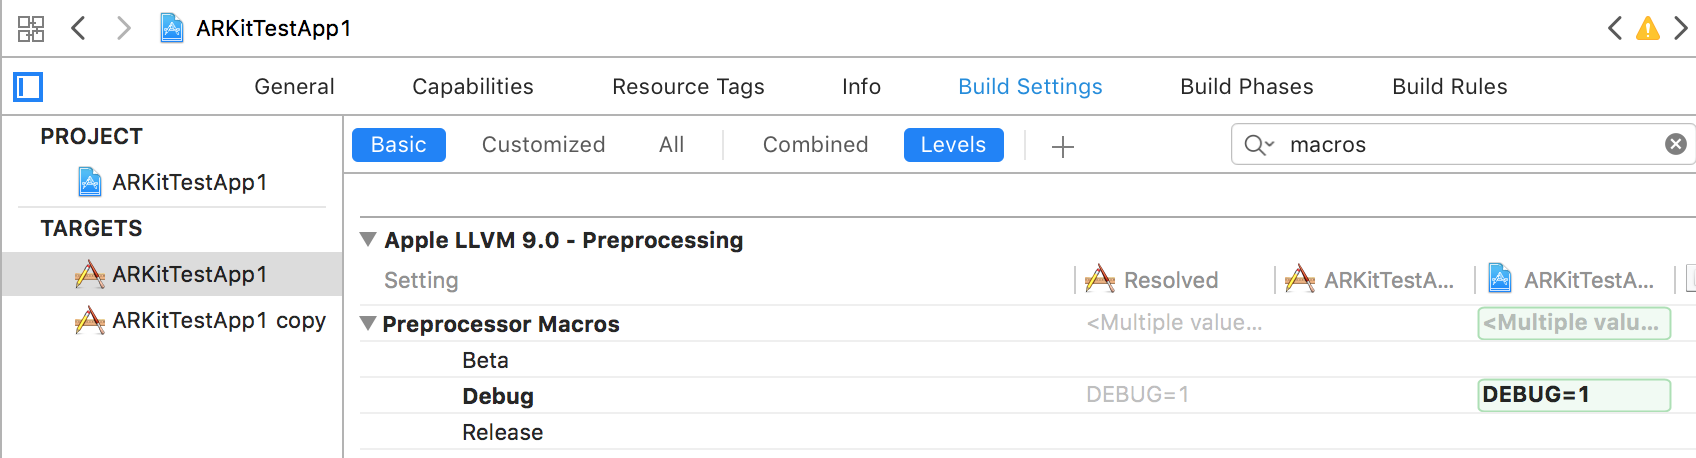 ARKitTestApp1
General Capabilities Resource Tags Info Build Settings Build Phases Build Rules
PROJECT
ARKitTestApp1
TARGETS
ARKitTestApp1
ARKitTestApp1 copy
Basic Customized All Combined Levels + macros
Apple LLVM 9.0 - Preprocessing
Setting Resolved ARKitTestA... ARKitTestA...
Preprocessor Macros <Multiple value... <Multiple valu...
Beta
Debug DEBUG=1 DEBUG=1
Release